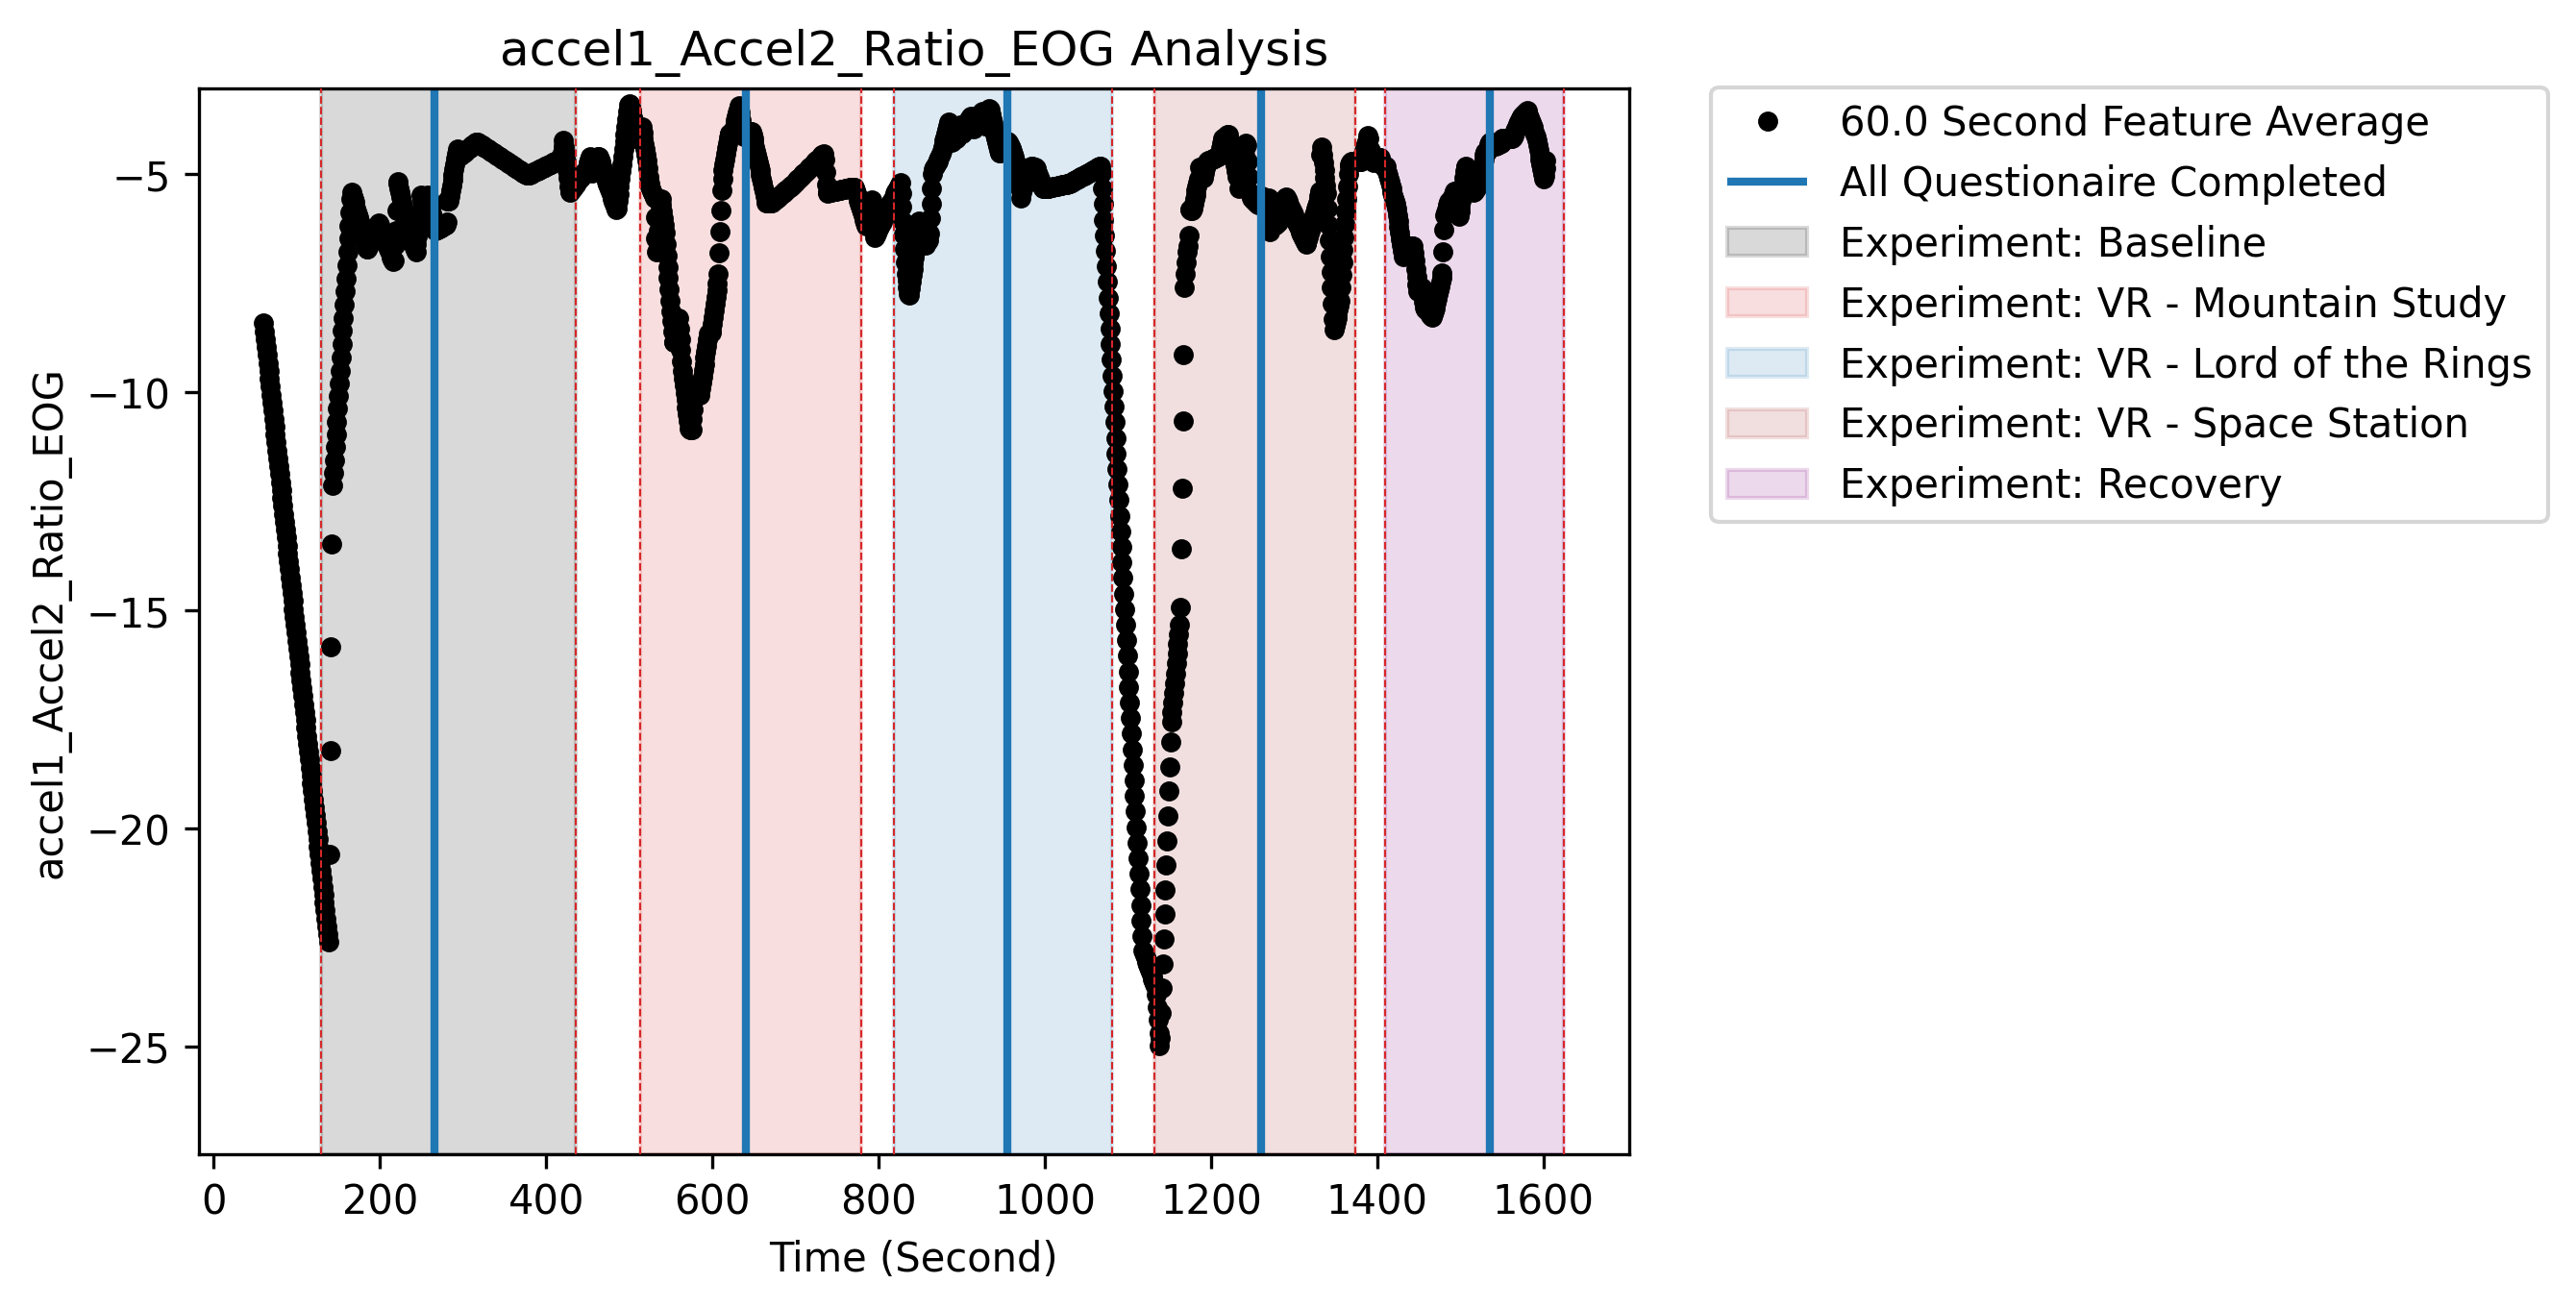 accel1_Accel2_Ratio_EOG Analysis
accel1_Accel2_Ratio_EOG
−5
−10
−15
−20
−25
0 200 400 600 800 1000 1200 1400 1600
Time (Second)
60.0 Second Feature Average
All Questionaire Completed
Experiment: Baseline
Experiment: VR - Mountain Study
Experiment: VR - Lord of the Rings
Experiment: VR - Space Station
Experiment: Recovery